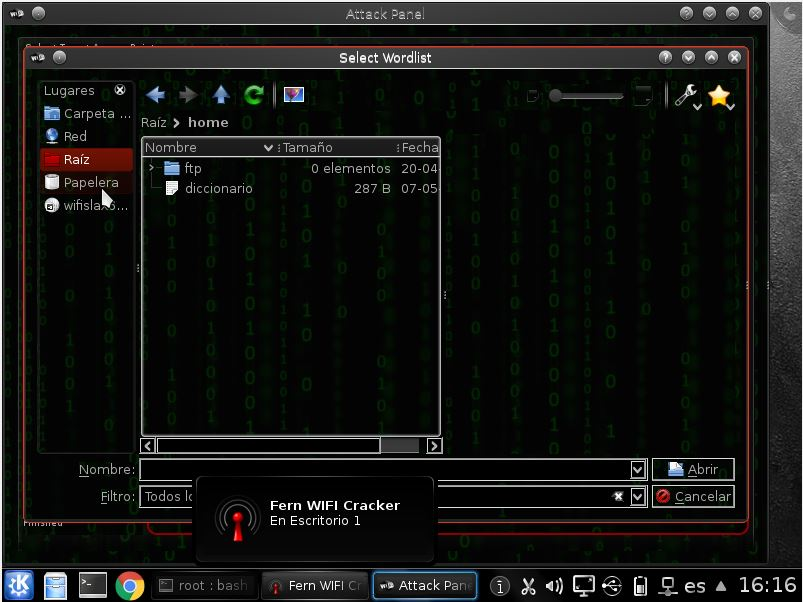 Attack Panel
Select Wordlist
Lugares
Carpeta ...
Red
Raíz
Papelera
wifislax6...
Raíz > home
Nombre Tamaño Fecha
ftp 0 elementos 20-04
diccionario 287 B 07-05
Nombre:
Abrir
Filtro: Todos lo
Cancelar
Finished
Fern WIFI Cracker
En Escritorio 1
root : bash
Fern WIFI Cr
Attack Pane
es
16:16